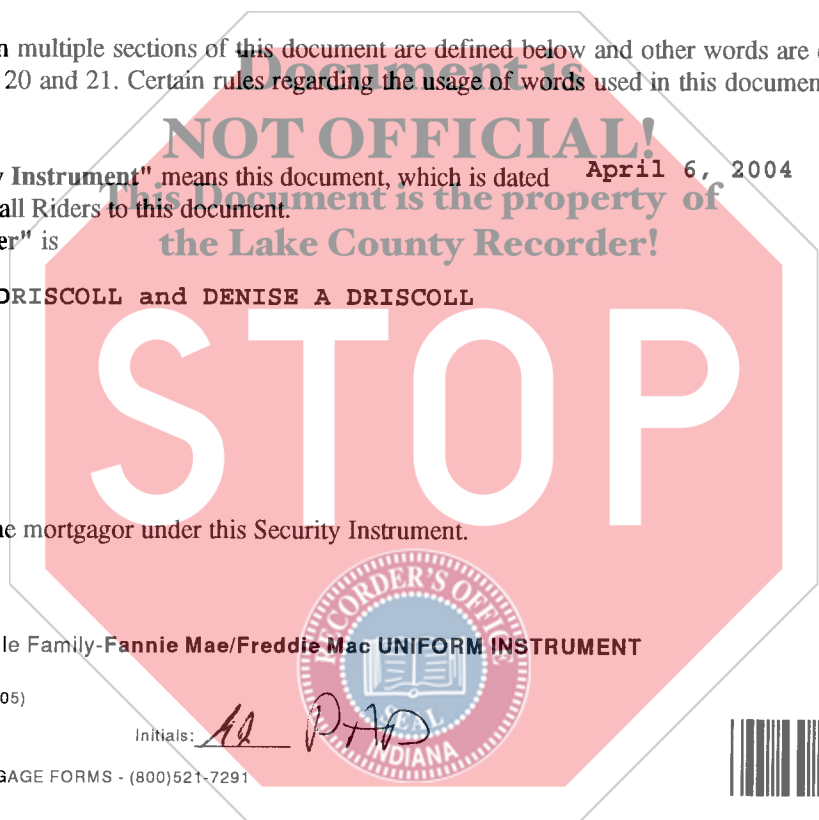 n multiple sections of this document are defined below and other words are
Document is
20 and 21. Certain rules regarding the usage of words used in this documen
NOT OFFICIAL!
y Instrument" means this document, which is dated April 6, 2004
This Document is the property of
all Riders to this document.
er" is
the Lake County Recorder!
DRISCOLL and DENISE A DRISCOLL
STOP
ne mortgagor under this Security Instrument.
RECORDER'S OFFICE
le Family-Fannie Mae/Freddie Mac UNIFORM INSTRUMENT
05)
SEAL
Initials:
INDIANA
GAGE FORMS - (800)521-7291